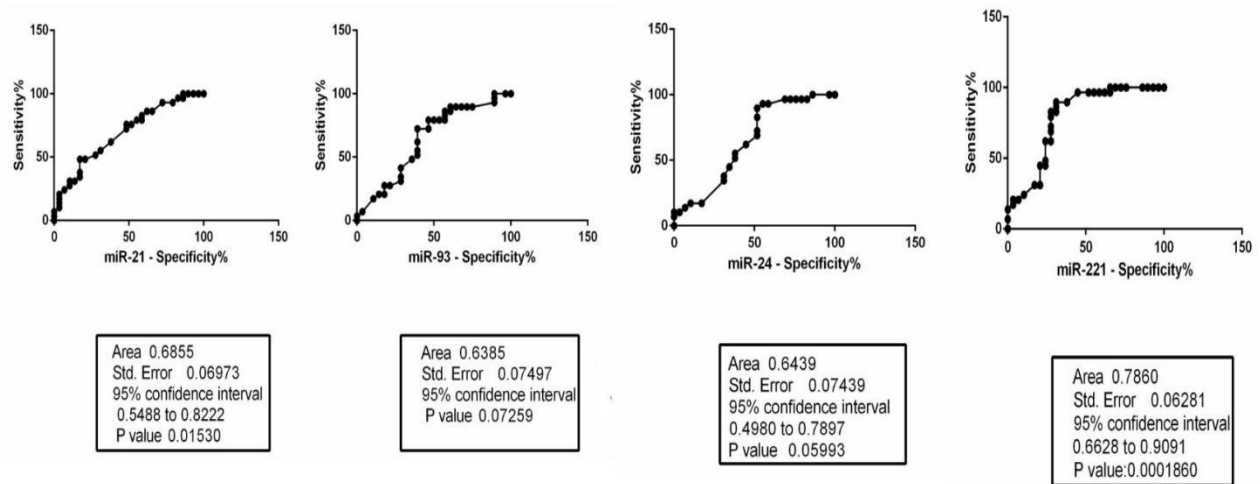 150
100
50
0
Sensitivity%
0 50 100 150
miR-21 - Specificity%
150
100
50
0
Sensitivity%
0 50 100 150
miR-93 - Specificity%
150
100
50
0
Sensitivity%
0 50 100 150
miR-24 - Specificity%
150
100
50
0
Sensitivity%
0 50 100 150
miR-221 - Specificity%
Area 0.6855
Std. Error 0.06973
95% confidence interval
0.5488 to 0.8222
P value 0.01530
Area 0.6385
Std. Error 0.07497
95% confidence interval
P value 0.07259
Area 0.6439
Std. Error 0.07439
95% confidence interval
0.4980 to 0.7897
P value 0.05993
Area 0.7860
Std. Error 0.06281
95% confidence interval
0.6628 to 0.9091
P value:0.0001860